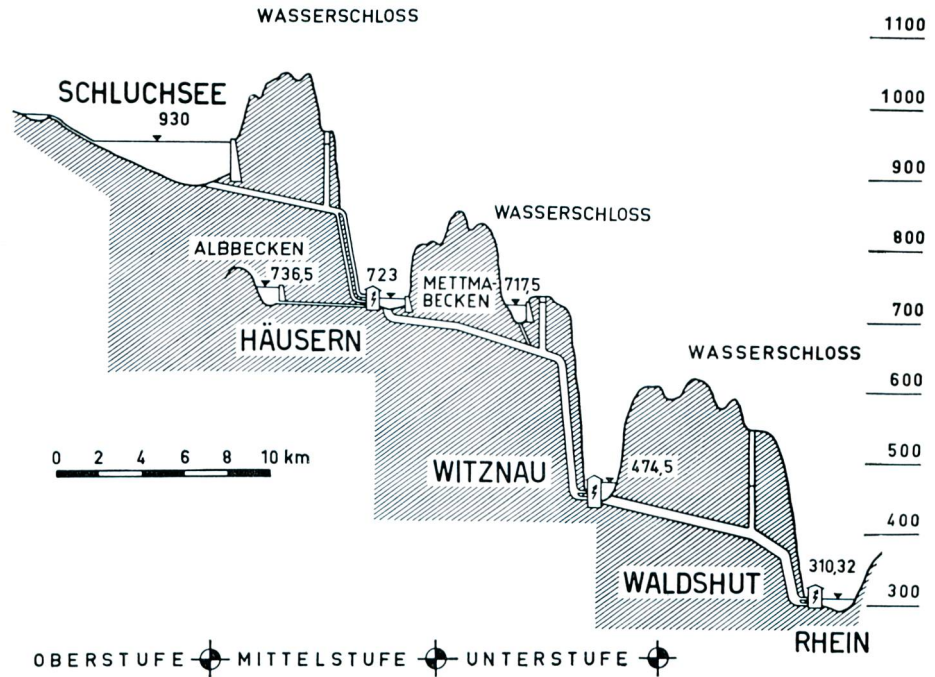 WASSERSCHLOSS
1100
SCHLUCHSEE
930
1000
900
WASSERSCHLOSS
ALBBECKEN
800
736,5
723
METTMA-
BECKEN
717,5
700
HÄUSERN
WASSERSCHLOSS
600
0 2 4 6 8 10 km
WITZNAU
474,5
500
400
WALDSHUT
310,32
300
RHEIN
OBERSTUFE MITTELSTUFE UNTERSTUFE